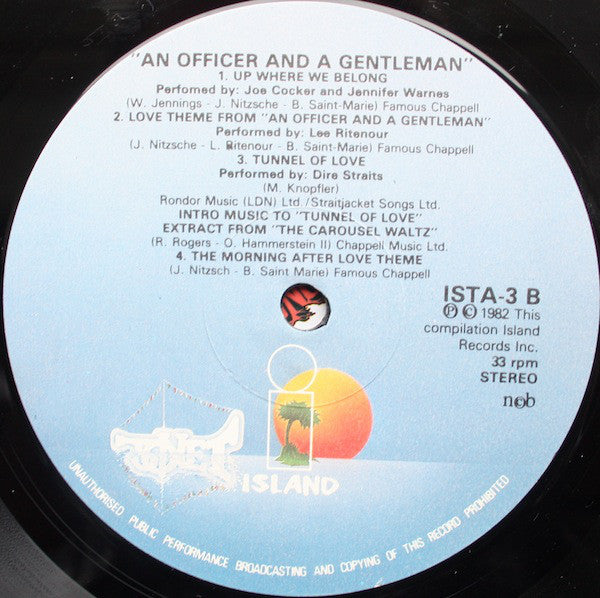 "AN OFFICER AND A GENTLEMAN"
1. UP WHERE WE BELONG
Perfomed by: Joe Cocker and Jennifer Warnes
(W. Jennings - J. Nitzsche - B. Saint-Marie) Famous Chappell
2. LOVE THEME FROM "AN OFFICER AND A GENTLEMAN"
Performed by: Lee Ritenour
(J. Nitzsche - L. Ritenour - B. Saint-Marie) Famous Chappell
3. TUNNEL OF LOVE
Performed by: Dire Straits
(M. Knopfler)
Rondor Music (LDN) Ltd./Straitjacket Songs Ltd.
INTRO MUSIC TO "TUNNEL OF LOVE"
EXTRACT FROM "THE CAROUSEL WALTZ"
(R. Rogers - O. Hammerstein II) Chappell Music Ltd.
4. THE MORNING AFTER LOVE THEME
(J. Nitzsch - B. Saint Marie) Famous Chappell
ISTA-3 B
Ⓟ © 1982 This
compilation Island
Records Inc.
33 rpm
STEREO
ncb
ISLAND
UNAUTHORISED PUBLIC PERFORMANCE BROADCASTING AND COPYING OF THIS RECORD PROHIBITED